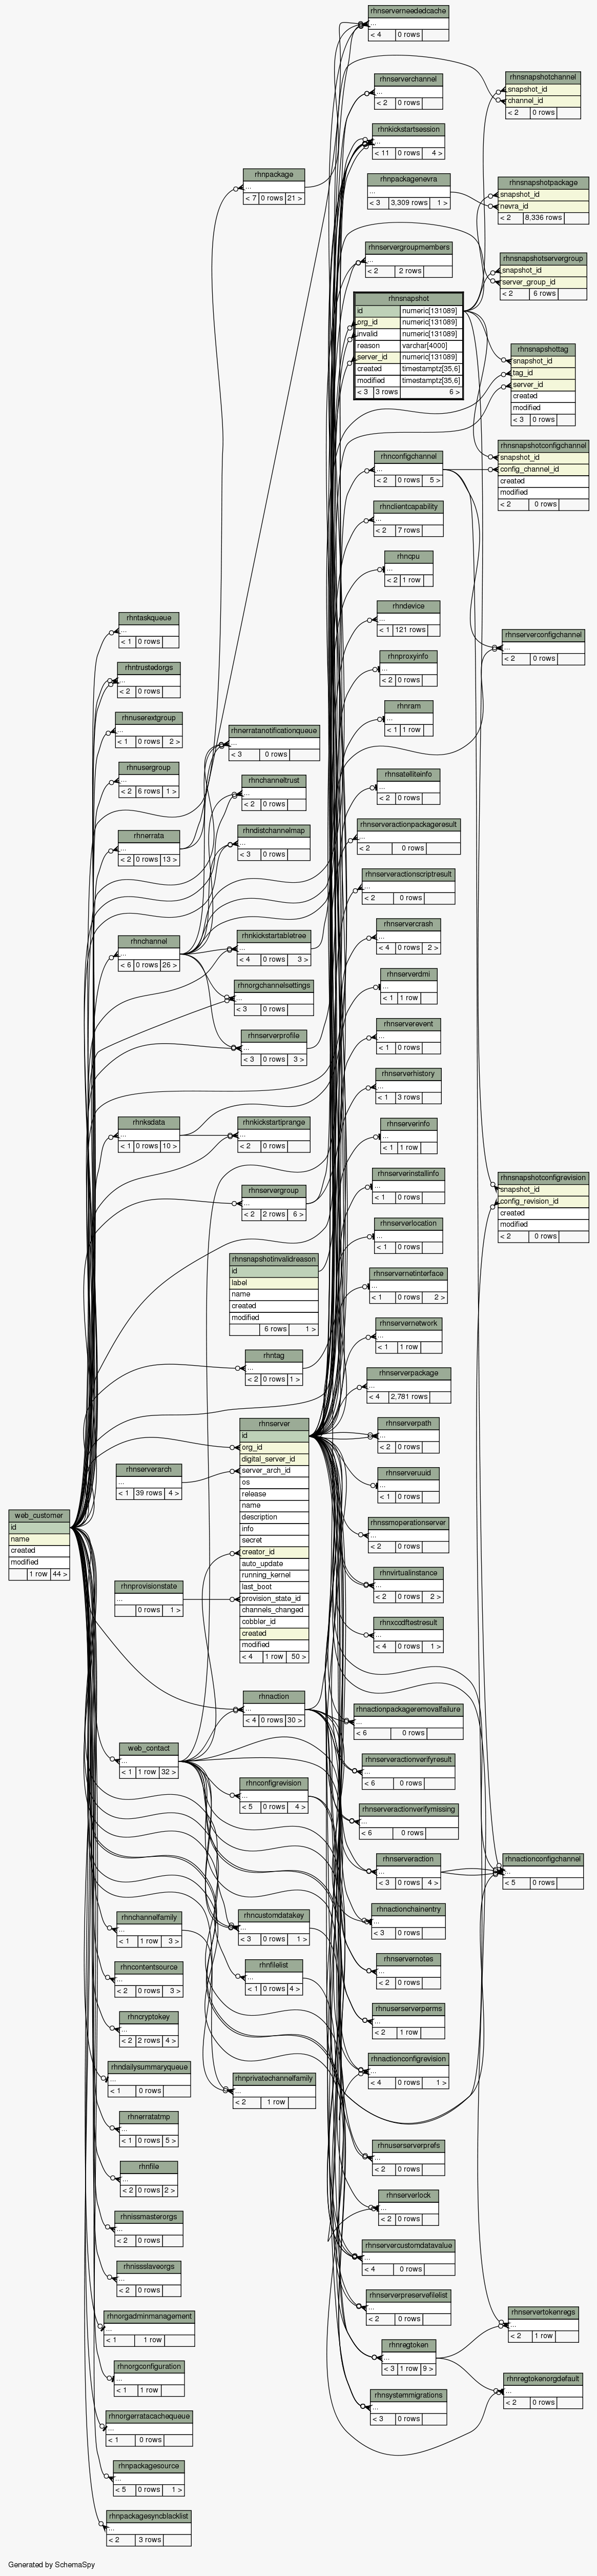 rhnserverneededcache
...
< 4 0 rows
rhnserverchannel
...
< 2 0 rows
rhnkickstartsession
...
< 11 0 rows 4 >
rhnpackage
...
< 7 0 rows 21 >
rhnpackagenevra
...
< 3 3,309 rows 1 >
rhnservergroupmembers
...
< 2 2 rows
rhnsnapshot
id numeric[131089]
org_id numeric[131089]
invalid numeric[131089]
reason varchar[4000]
server_id numeric[131089]
created timestamptz[35,6]
modified timestamptz[35,6]
< 3 3 rows 6 >
rhnsnapshotchannel
snapshot_id
channel_id
< 2 0 rows
rhnsnapshotpackage
snapshot_id
nevra_id
< 2 8,336 rows
rhnsnapshotservergroup
snapshot_id
server_group_id
< 2 6 rows
rhnsnapshottag
snapshot_id
tag_id
server_id
created
modified
< 3 0 rows
rhnsnapshotconfigchannel
snapshot_id
config_channel_id
created
modified
< 2 0 rows
rhnconfigchannel
...
< 2 0 rows 5 >
rhnclientcapability
...
< 2 7 rows
rhncpu
...
< 2 1 row
rhndevice
...
< 1 121 rows
rhnproxyinfo
...
< 2 0 rows
rhnram
...
< 1 1 row
rhnserverconfigchannel
...
< 2 0 rows
rhntaskqueue
...
< 1 0 rows
rhntrustedorgs
...
< 2 0 rows
rhnuserextgroup
...
< 1 0 rows 2 >
rhnusergroup
...
< 2 6 rows 1 >
rhnerrata
...
< 2 0 rows 13 >
rhnchannel
...
< 6 0 rows 26 >
rhnksdata
...
< 1 0 rows 10 >
rhnerratanotificationqueue
...
< 3 0 rows
rhnchanneltrust
...
< 2 0 rows
rhndistchannelmap
...
< 3 0 rows
rhnkickstartabletree
...
< 4 0 rows 3 >
rhnorgchannelsettings
...
< 3 0 rows
rhnserverprofile
...
< 3 0 rows 3 >
rhnkickstartiprange
...
< 2 0 rows
rhnservergroup
...
< 2 2 rows 6 >
rhnsnapshotinvalidreason
id
label
name
created
modified
6 rows 1 >
rhntag
...
< 2 0 rows 1 >
rhnsatelliteinfo
...
< 2 0 rows
rhnserveractionpackageresult
...
< 2 0 rows
rhnserveractionscriptresult
...
< 2 0 rows
rhnservercrash
...
< 4 0 rows 2 >
rhnserverdmi
...
< 1 1 row
rhnserverevent
...
< 1 0 rows
rhnserverhistory
...
< 1 3 rows
rhnserverinfo
...
< 1 1 row
rhnserverinstallinfo
...
< 1 0 rows
rhnserverlocation
...
< 1 0 rows
rhnservernetinterface
...
< 1 0 rows 2 >
rhnservernetwork
...
< 1 1 row
rhnserverpackage
...
< 4 2,781 rows
rhnsnapshotconfigrevision
snapshot_id
config_revision_id
created
modified
< 2 0 rows
rhnserver
id
org_id
digital_server_id
server_arch_id
os
release
name
description
info
secret
creator_id
auto_update
running_kernel
last_boot
provision_state_id
channels_changed
cobbler_id
created
modified
< 4 1 row 50 >
rhnserverarch
...
< 1 39 rows 4 >
web_customer
id
name
created
modified
1 row 44 >
rhnprovisionstate
...
0 rows 1 >
rhnserverpath
...
< 2 0 rows
rhnserveruuid
...
< 1 0 rows
rhnssmoperationserver
...
< 2 0 rows
rhnvirtualinstance
...
< 2 0 rows 2 >
rhnxccdftestresult
...
< 4 0 rows 1 >
rhnaction
...
< 4 0 rows 30 >
web_contact
...
< 1 1 row 32 >
rhnconfigrevision
...
< 5 0 rows 4 >
rhnactionpackageremovalfailure
...
< 6 0 rows
rhnserveractionverifyresult
...
< 6 0 rows
rhnserveractionverifymissing
...
< 6 0 rows
rhnserveraction
...
< 3 0 rows 4 >
rhnactionconfigchannel
...
< 5 0 rows
rhnchannelfamily
...
< 1 1 row 3 >
rhncustomdatakey
...
< 3 0 rows 1 >
rhnactionchainentry
...
< 3 0 rows
rhncontentsource
...
< 2 0 rows 3 >
rhnfilelist
...
< 1 0 rows 4 >
rhnservernotes
...
< 2 0 rows
rhncryptokey
...
< 2 2 rows 4 >
rhnuserserverperms
...
< 2 1 row
rhndailysummaryqueue
...
< 1 0 rows
rhnprivatechannelfamily
...
< 2 1 row
rhnactionconfigrevision
...
< 4 0 rows 1 >
rhnerratatmp
...
< 1 0 rows 5 >
rhnuserserverprefs
...
< 2 0 rows
rhnfile
...
< 2 0 rows 2 >
rhnserverlock
...
< 2 0 rows
rhnissmasterorgs
...
< 2 0 rows
rhnservercustomdatavalue
...
< 4 0 rows
rhnissslaveorgs
...
< 2 0 rows
rhnserverpreservefilelist
...
< 2 0 rows
rhnorgadminmanagement
...
< 1 1 row
rhnregtoken
...
< 3 1 row 9 >
rhnservertokenregs
...
< 2 1 row
rhnorgconfiguration
...
< 1 1 row
rhnsystemmigrations
...
< 3 0 rows
rhnregtokenorgdefault
...
< 2 0 rows
rhnorgerratacachequeue
...
< 1 0 rows
rhnpackagesource
...
< 5 0 rows 1 >
rhnpackagesyncblacklist
...
< 2 3 rows
Generated by SchemaSpy